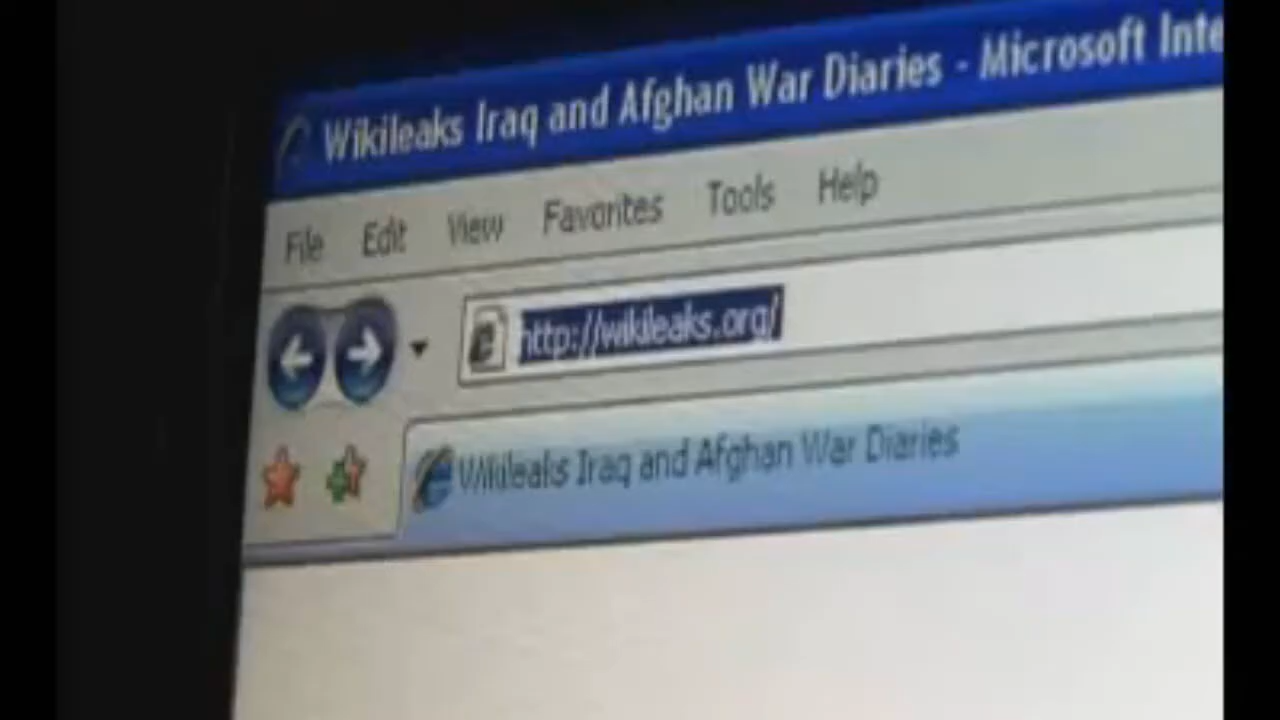 Wikileaks Iraq and Afghan War Diaries - Microsoft Inte
File Edit View Favorites Tools Help
http://wikileaks.org/
Wikileaks Iraq and Afghan War Diaries